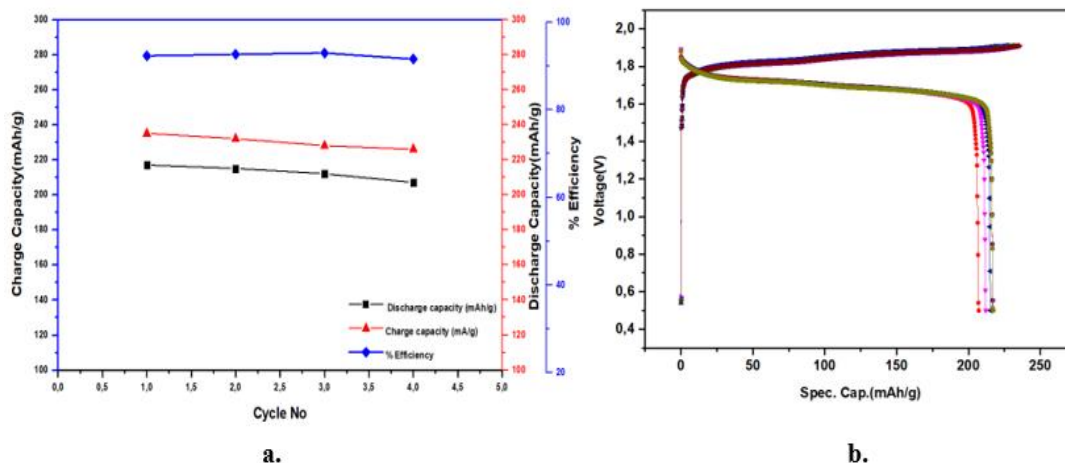 300
280
260
240
220
200
180
160
140
120
100
Charge Capacity(mAh/g)
0,0 0,5 1,0 1,5 2,0 2,5 3,0 3,5 4,0 4,5 5,0
Cycle No
Discharge capacity (mAh/g)
Charge capacity (mA/g)
% Efficiency
300
280
260
240
220
200
180
160
140
120
100
Discharge Capacity(mAh/g)
100
80
60
40
20
% Efficiency
a.
2,0
1,8
1,6
1,4
1,2
1,0
0,8
0,6
0,4
Voltage(V)
0 50 100 150 200 250
Spec. Cap.(mAh/g)
b.